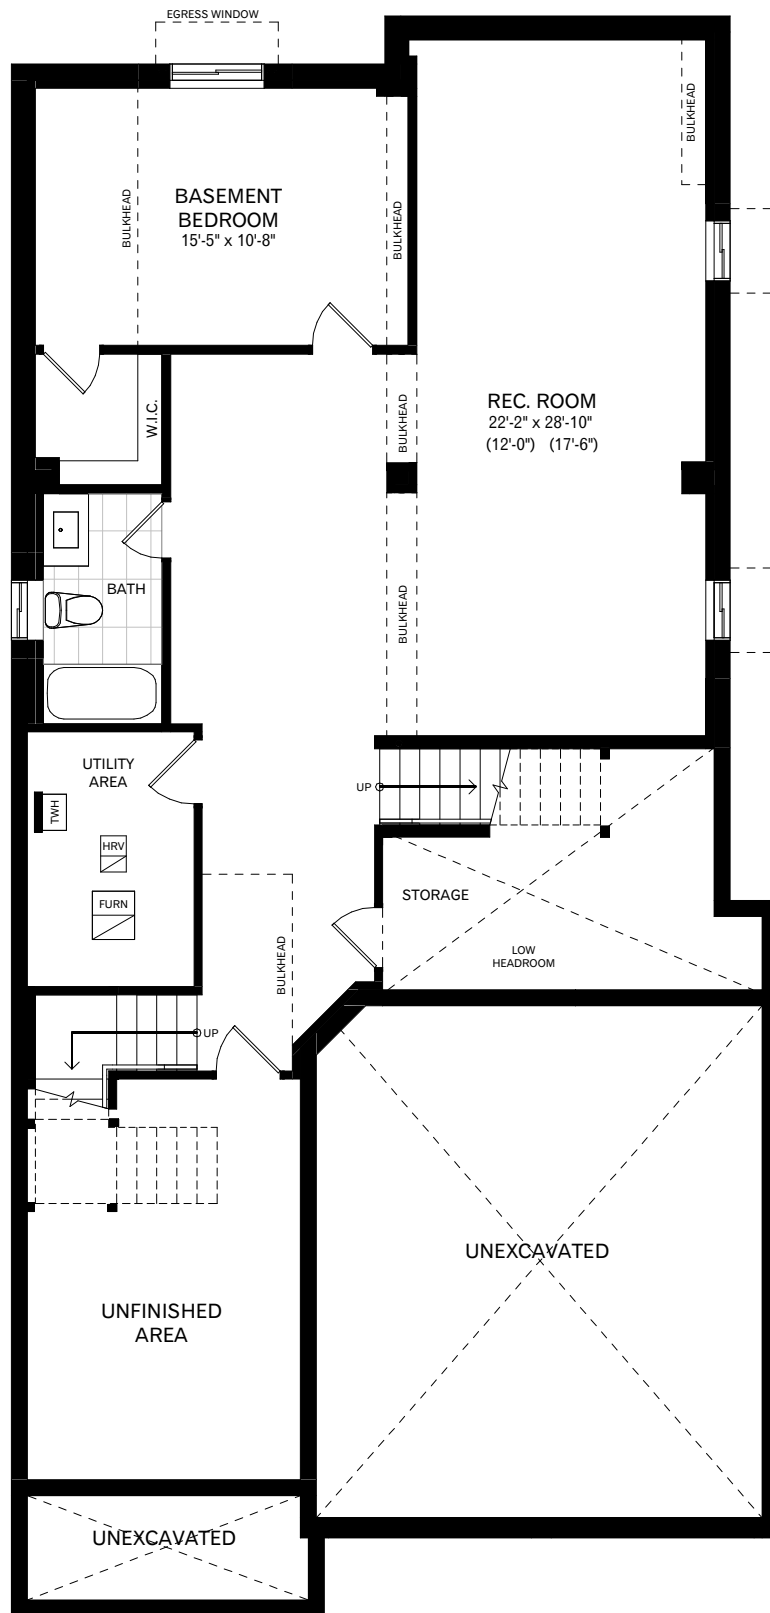 EGRESS WINDOW
BULKHEAD
BASEMENT
BEDROOM
15'-5" x 10'-8"
BULKHEAD
BULKHEAD
W.I.C.
REC. ROOM
22'-2" x 28'-10"
(12'-0") (17'-6")
BULKHEAD
BATH
BULKHEAD
UTILITY
AREA
TWH
HRV
FURN
UP
STORAGE
LOW
HEADROOM
BULKHEAD
UP
UNEXCAVATED
UNFINISHED
AREA
UNEXCAVATED